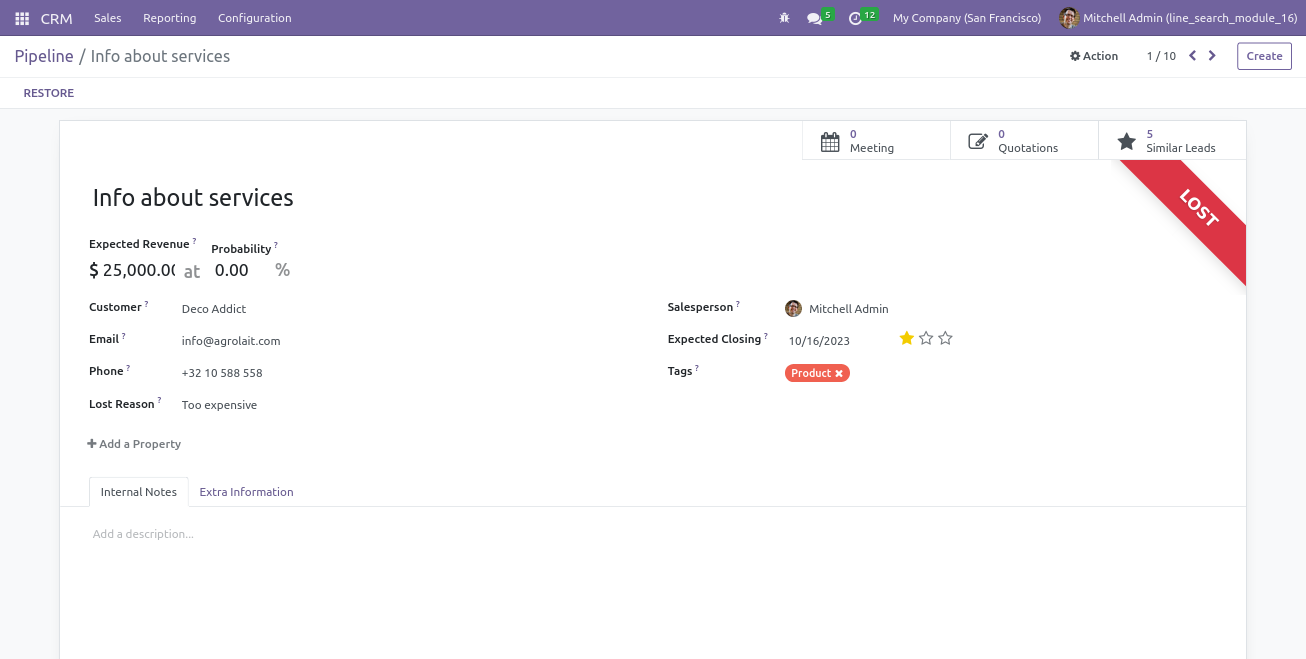 CRM Sales Reporting Configuration 5 12 My Company (San Francisco) Mitchell Admin (line_search_module_16)
Pipeline / Info about services Action 1 / 10 Create
RESTORE
0 Meeting
0 Quotations
5 Similar Leads
LOST
Info about services
Expected Revenue ? Probability ?
$ 25,000.00 at 0.00 %
Customer ? Deco Addict Salesperson ? Mitchell Admin
Email ? info@agrolait.com Expected Closing ? 10/16/2023
Phone ? +32 10 588 558 Tags ? Product
Lost Reason ? Too expensive
Add a Property
Internal Notes Extra Information
Add a description...